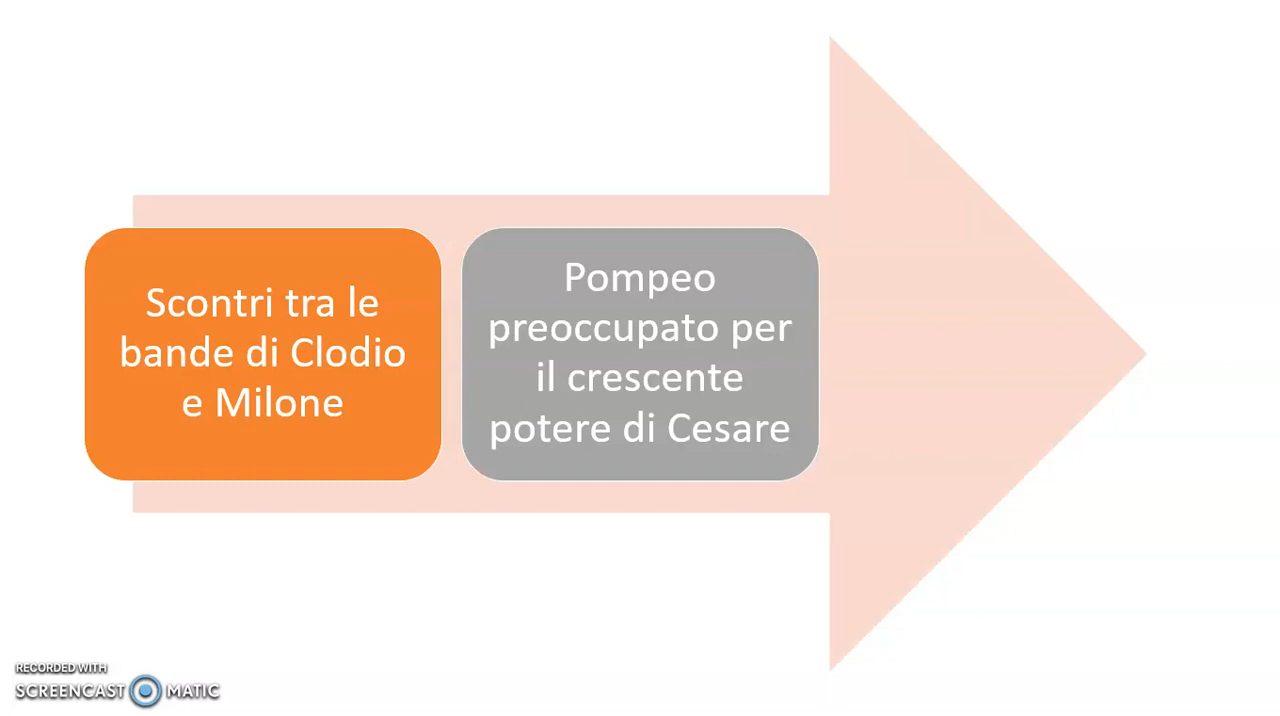 Scontri tra le
bande di Clodio
e Milone
Pompeo
preoccupato per
il crescente
potere di Cesare
RECORDED WITH
SCREENCAST MATIC